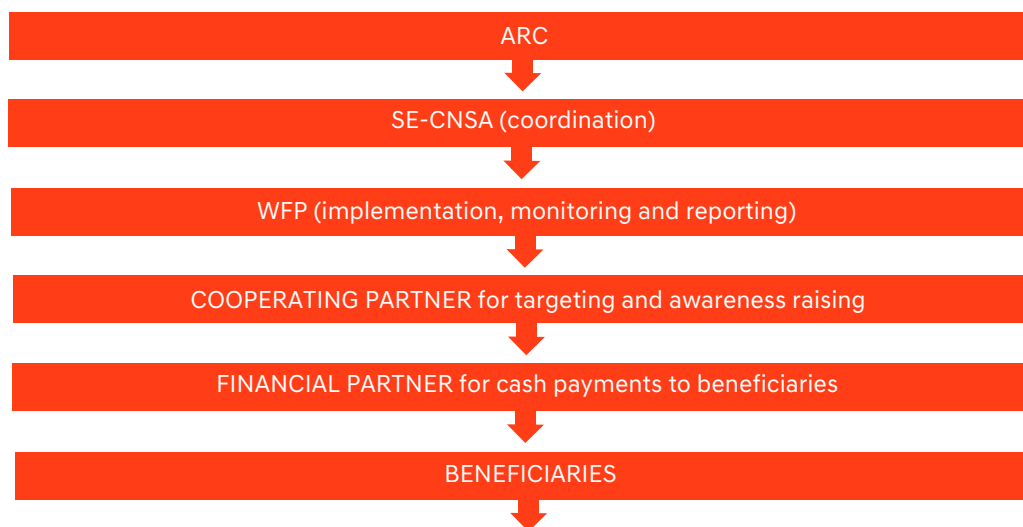 ARC
SE-CNSA (coordination)
WFP (implementation, monitoring and reporting)
COOPERATING PARTNER for targeting and awareness raising
FINANCIAL PARTNER for cash payments to beneficiaries
BENEFICIARIES